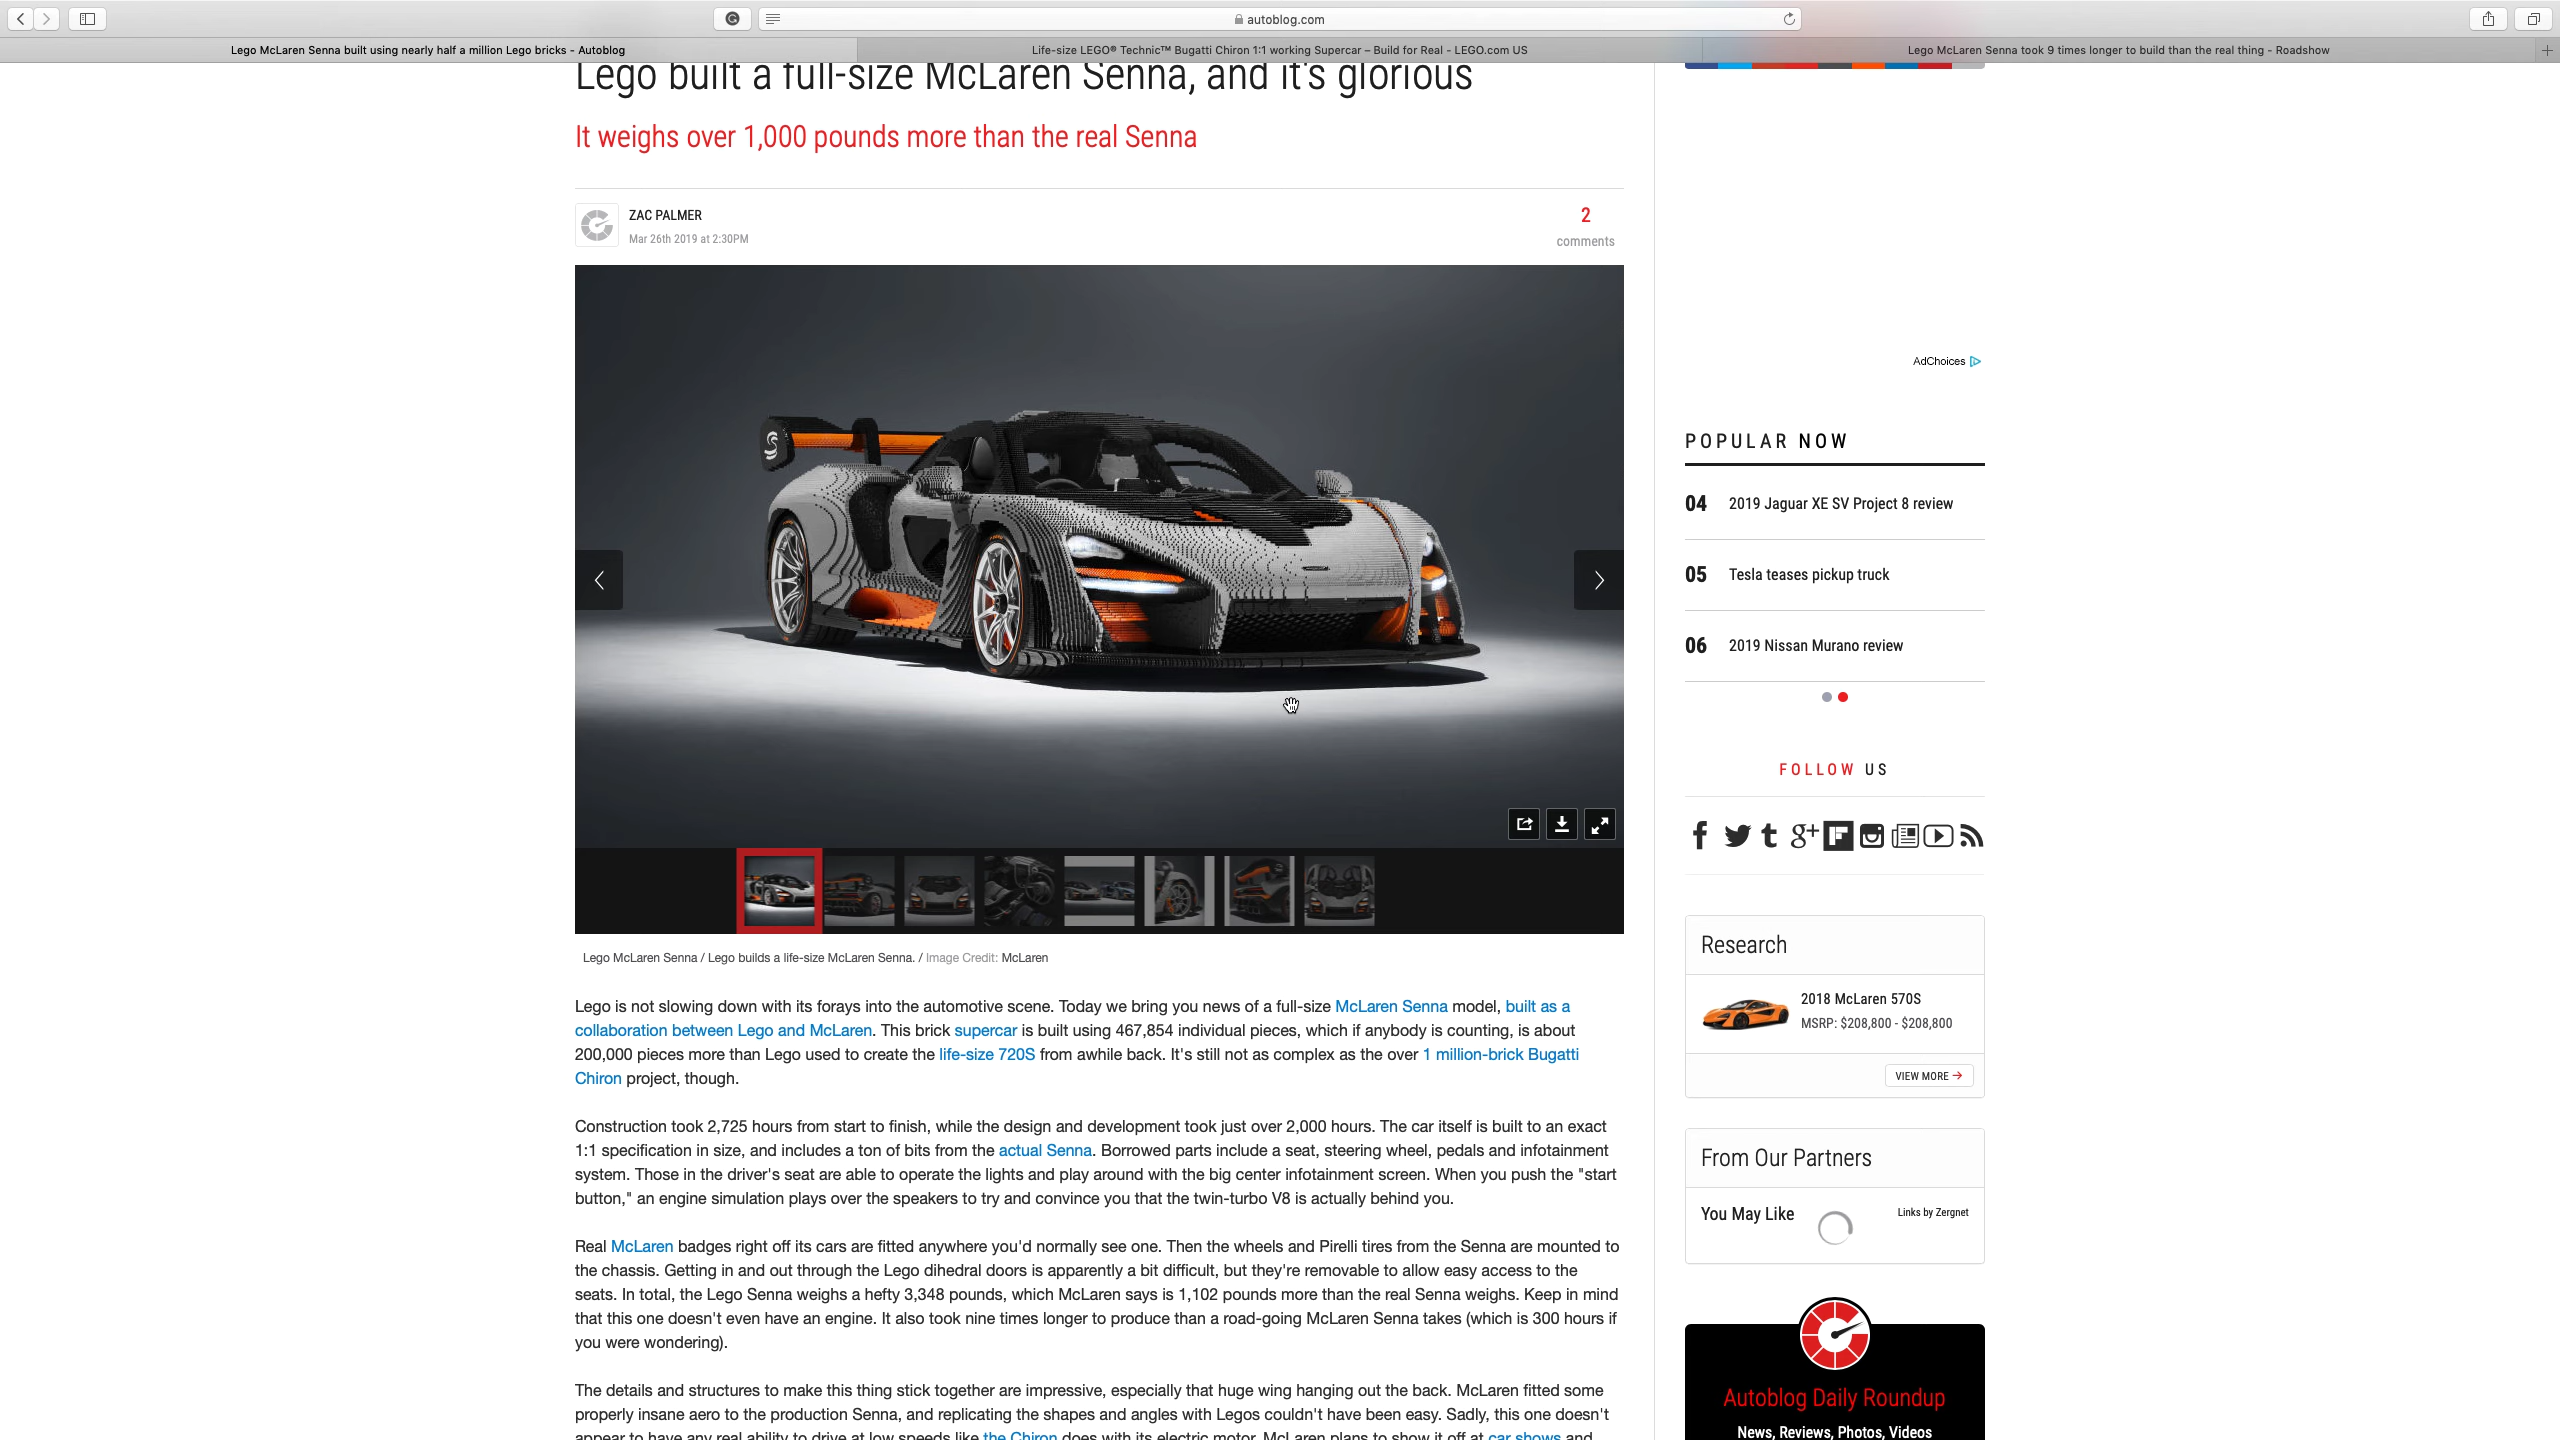 autoblog.com
Lego McLaren Senna built using nearly half a million Lego bricks - Autoblog
Life-size LEGO® Technic™ Bugatti Chiron 1:1 working Supercar – Build for Real - LEGO.com US
Lego McLaren Senna took 9 times longer to build than the real thing - Roadshow
Lego built a full-size McLaren Senna, and it's glorious
It weighs over 1,000 pounds more than the real Senna
ZAC PALMER
Mar 26th 2019 at 2:30PM
2
comments
Lego McLaren Senna / Lego builds a life-size McLaren Senna. / Image Credit: McLaren
Lego is not slowing down with its forays into the automotive scene. Today we bring you news of a full-size McLaren Senna model, built as a
collaboration between Lego and McLaren. This brick supercar is built using 467,854 individual pieces, which if anybody is counting, is about
200,000 pieces more than Lego used to create the life-size 720S from awhile back. It's still not as complex as the over 1 million-brick Bugatti
Chiron project, though.
Construction took 2,725 hours from start to finish, while the design and development took just over 2,000 hours. The car itself is built to an exact
1:1 specification in size, and includes a ton of bits from the actual Senna. Borrowed parts include a seat, steering wheel, pedals and infotainment
system. Those in the driver's seat are able to operate the lights and play around with the big center infotainment screen. When you push the "start
button," an engine simulation plays over the speakers to try and convince you that the twin-turbo V8 is actually behind you.
Real McLaren badges right off its cars are fitted anywhere you'd normally see one. Then the wheels and Pirelli tires from the Senna are mounted to
the chassis. Getting in and out through the Lego dihedral doors is apparently a bit difficult, but they're removable to allow easy access to the
seats. In total, the Lego Senna weighs a hefty 3,348 pounds, which McLaren says is 1,102 pounds more than the real Senna weighs. Keep in mind
that this one doesn't even have an engine. It also took nine times longer to produce than a road-going McLaren Senna takes (which is 300 hours if
you were wondering).
The details and structures to make this thing stick together are impressive, especially that huge wing hanging out the back. McLaren fitted some
properly insane aero to the production Senna, and replicating the shapes and angles with Legos couldn't have been easy. Sadly, this one doesn't
appear to have any real ability to drive at low speeds like the Chiron does with its electric motor. McLaren plans to show it off at car shows and
AdChoices
POPULAR NOW
04 2019 Jaguar XE SV Project 8 review
05 Tesla teases pickup truck
06 2019 Nissan Murano review
FOLLOW US
Research
2018 McLaren 570S
MSRP: $208,800 - $208,800
VIEW MORE
From Our Partners
You May Like
Links by Zergnet
Autoblog Daily Roundup
News, Reviews, Photos, Videos